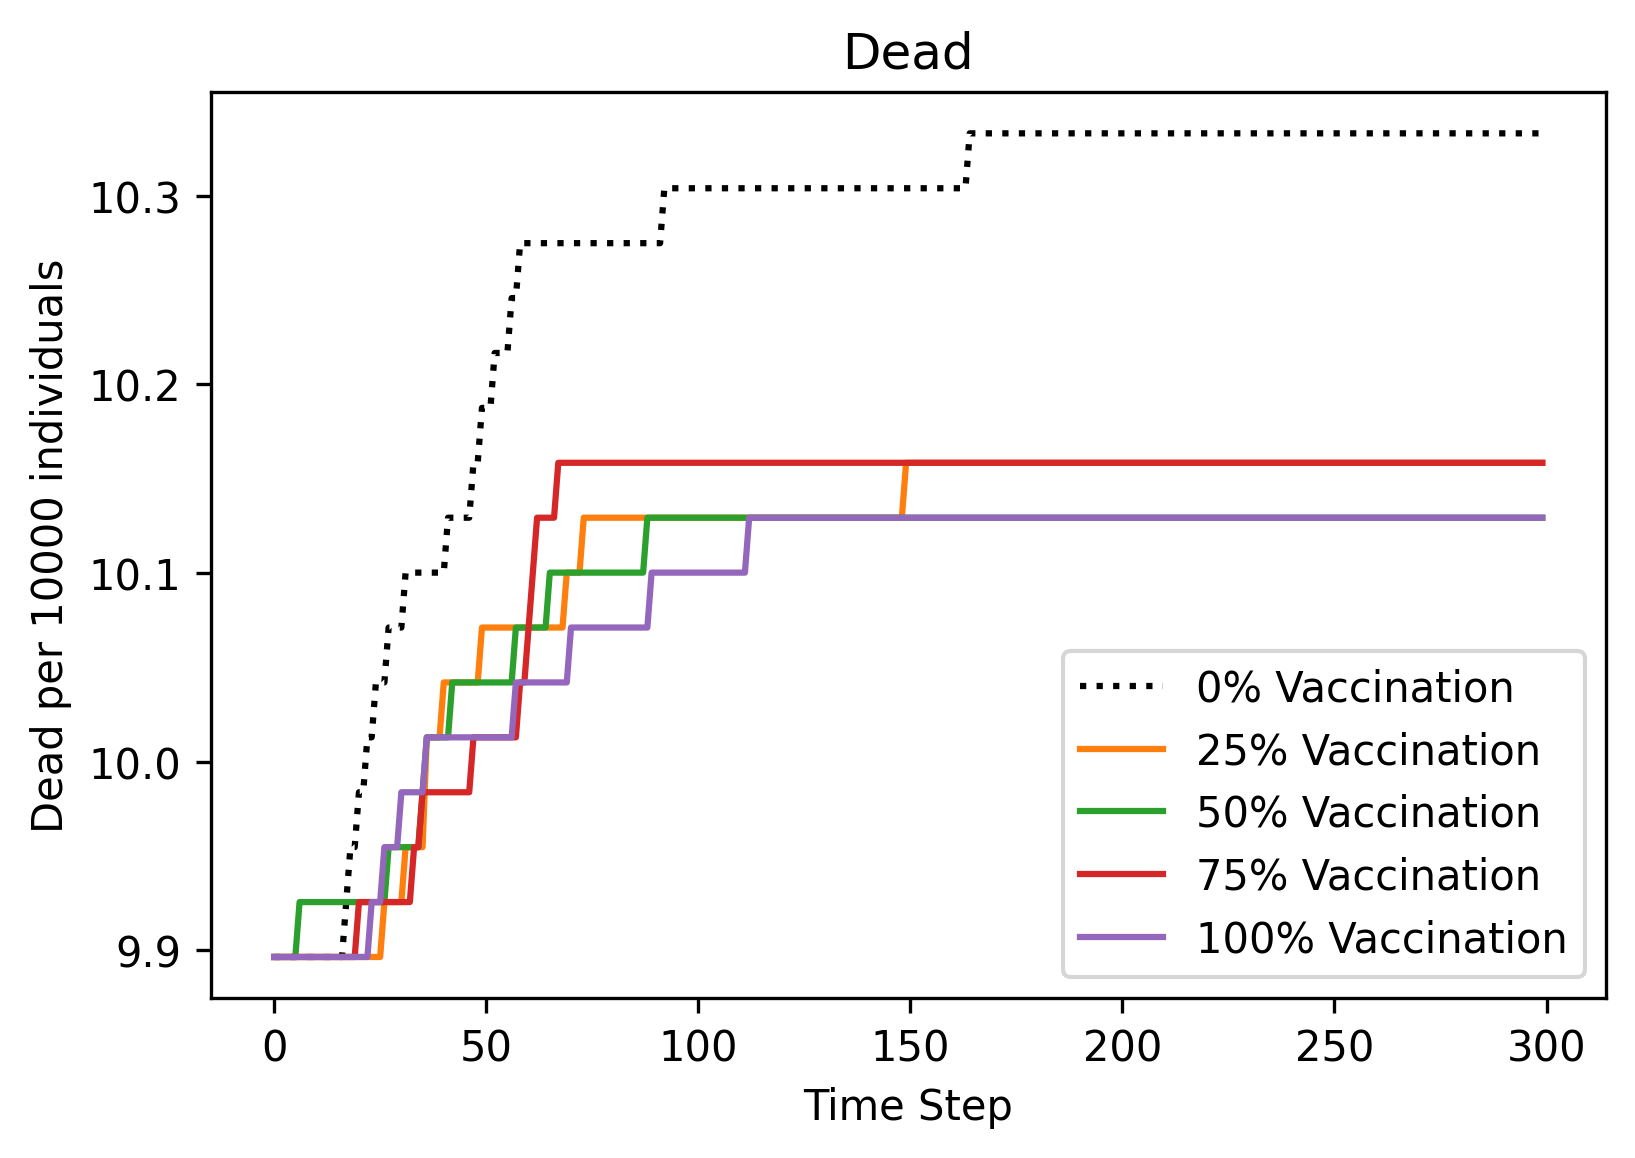 Dead
Dead per 10000 individuals
10.3
10.2
10.1
10.0
9.9
0% Vaccination
25% Vaccination
50% Vaccination
75% Vaccination
100% Vaccination
0 50 100 150 200 250 300
Time Step